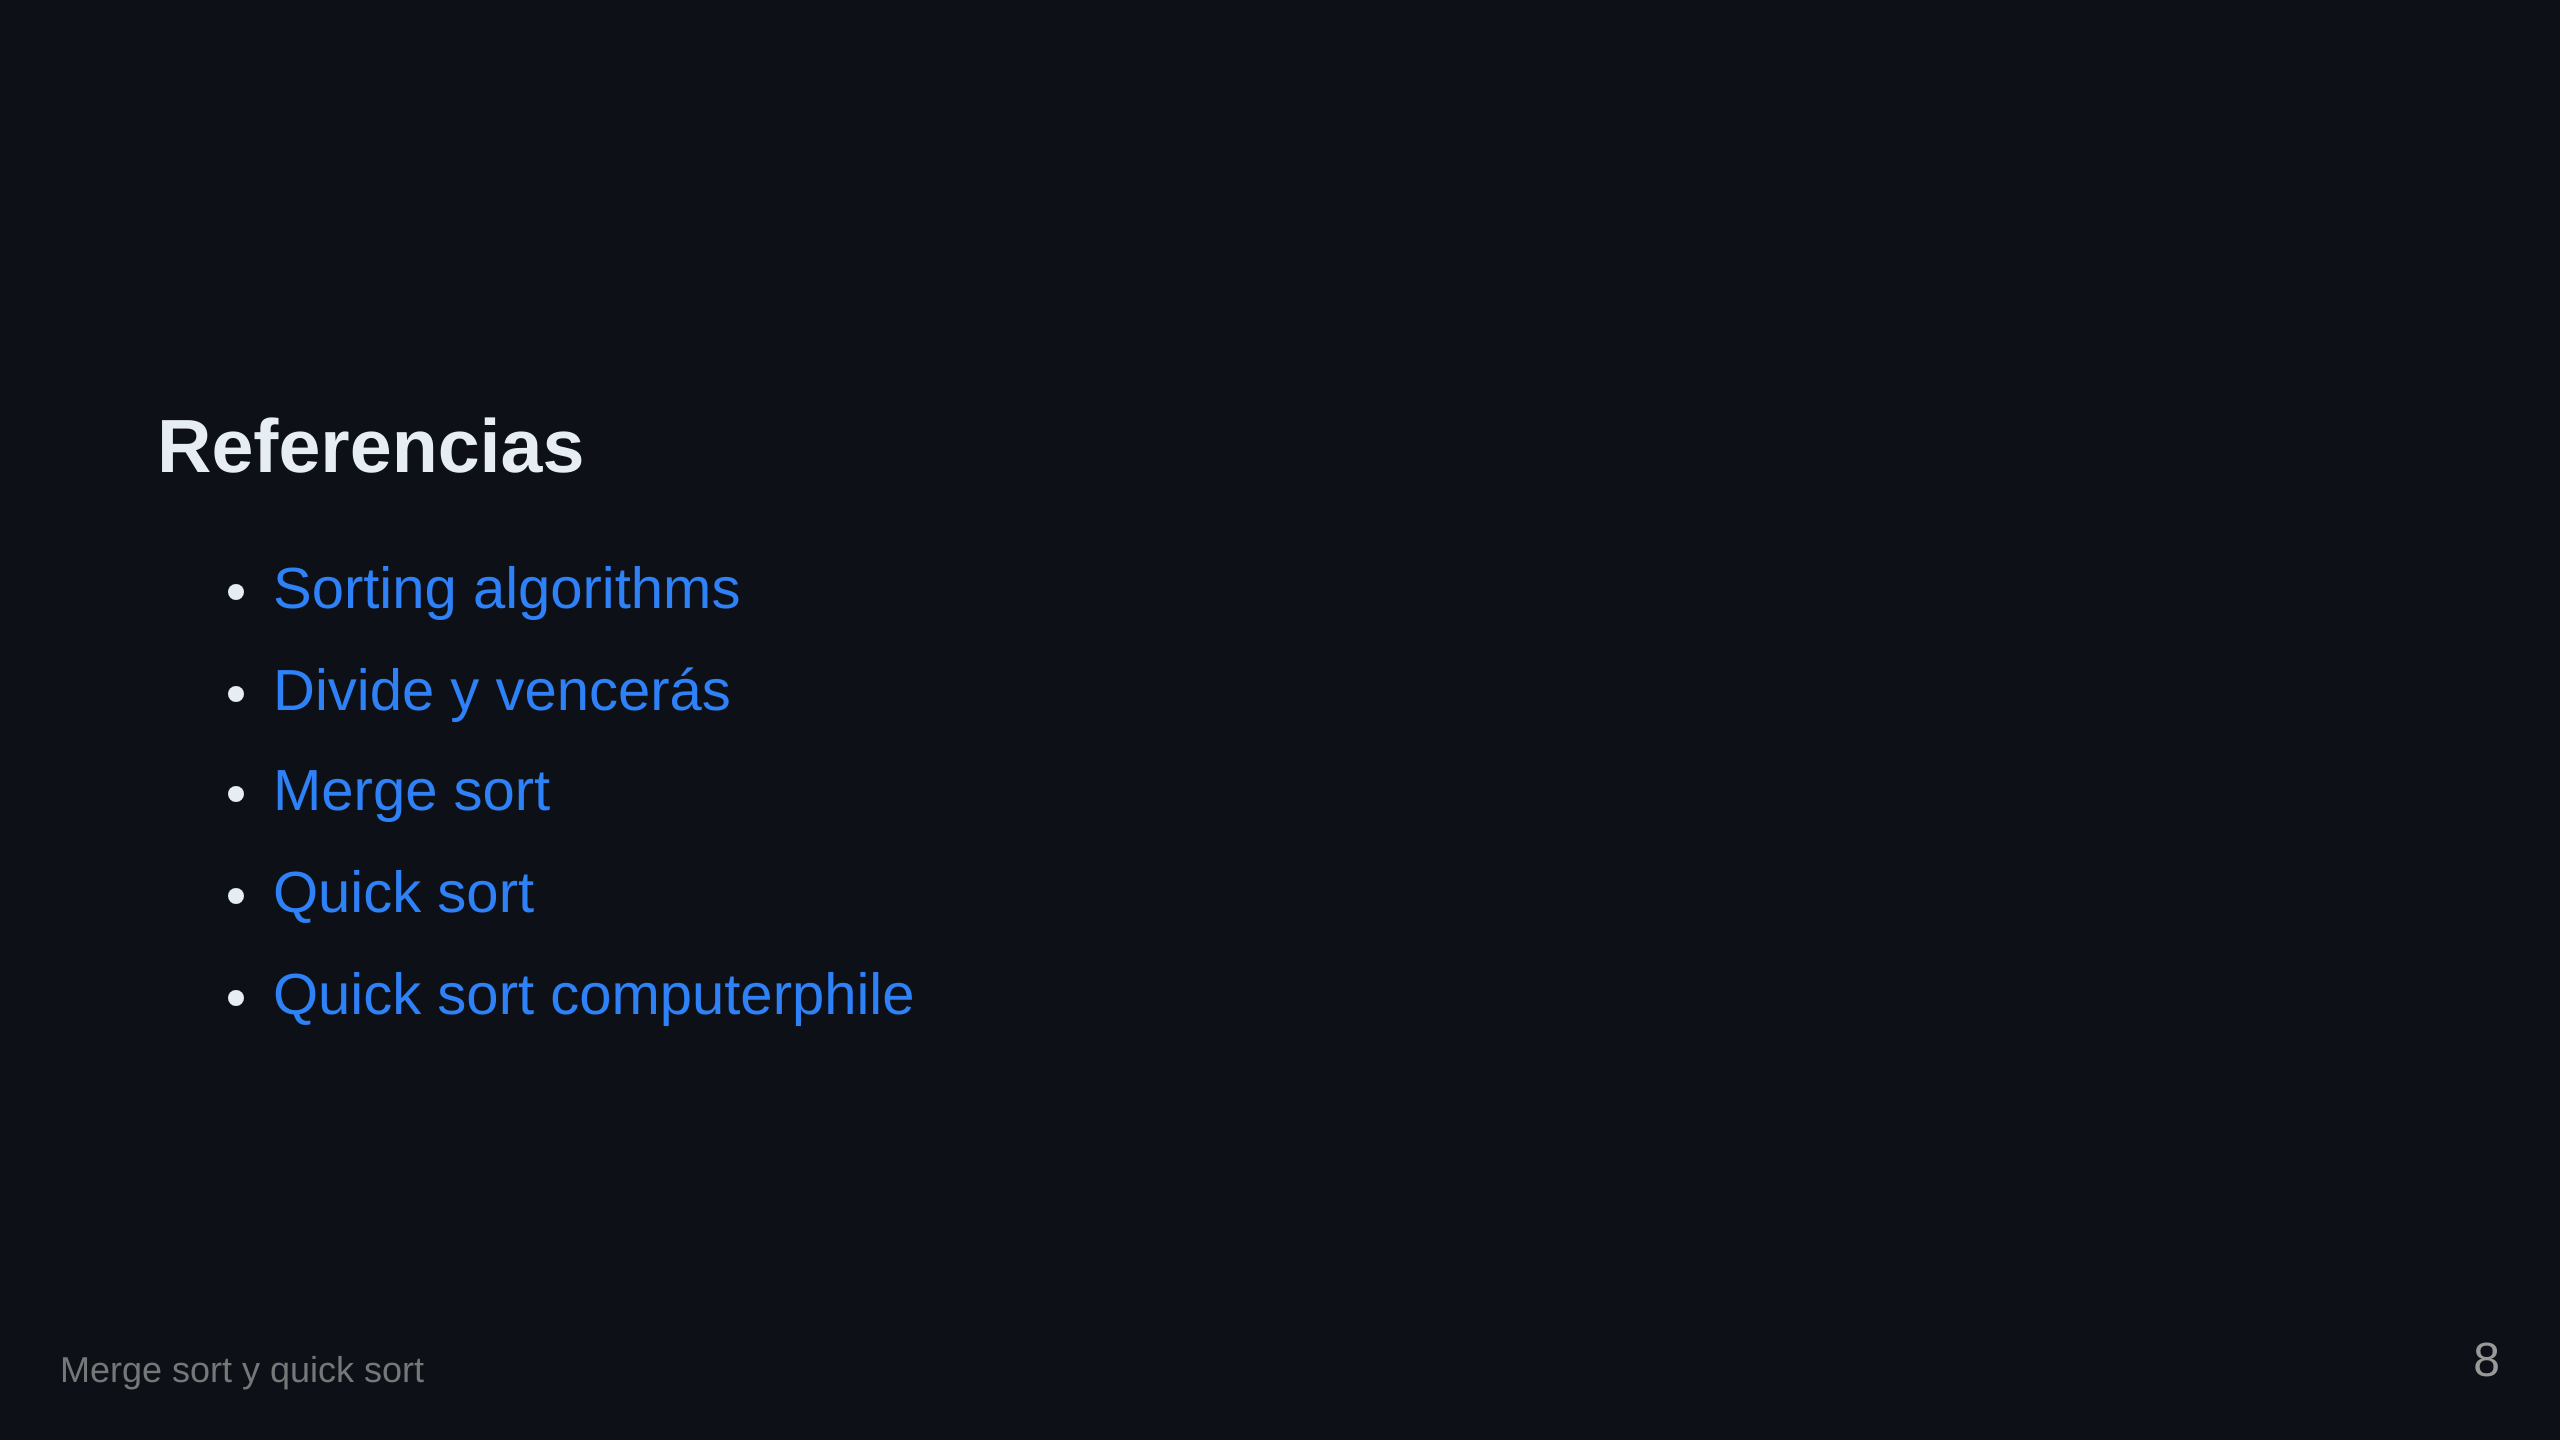 Referencias
Sorting algorithms
Divide y vencerás
Merge sort
Quick sort
Quick sort computerphile
Merge sort y quick sort
8